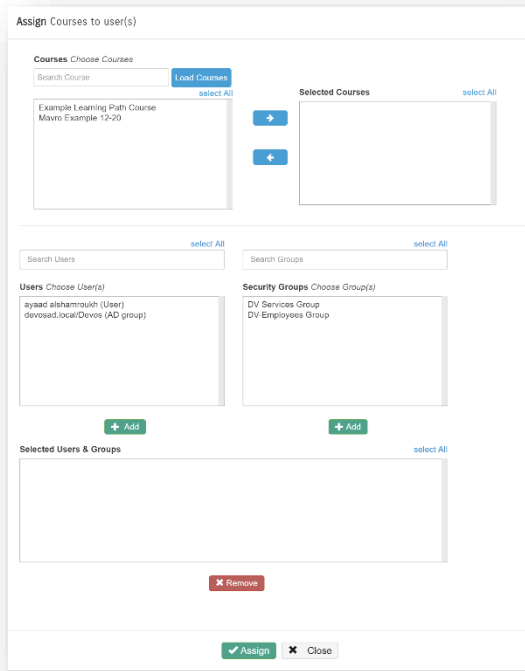 Assign Courses to user(s)
Courses Choose Courses
Search Course
Load Courses
select All
Example Learning Path Course
Mavro Example 12-20
Selected Courses
select All
select All
Search Users
Users Choose User(s)
ayaad alshamroukh (User)
devosad.local/Devos (AD group)
Add
select All
Search Groups
Security Groups Choose Group(s)
DV Services Group
DV-Employees Group
Add
Selected Users & Groups
select All
Remove
Assign
Close